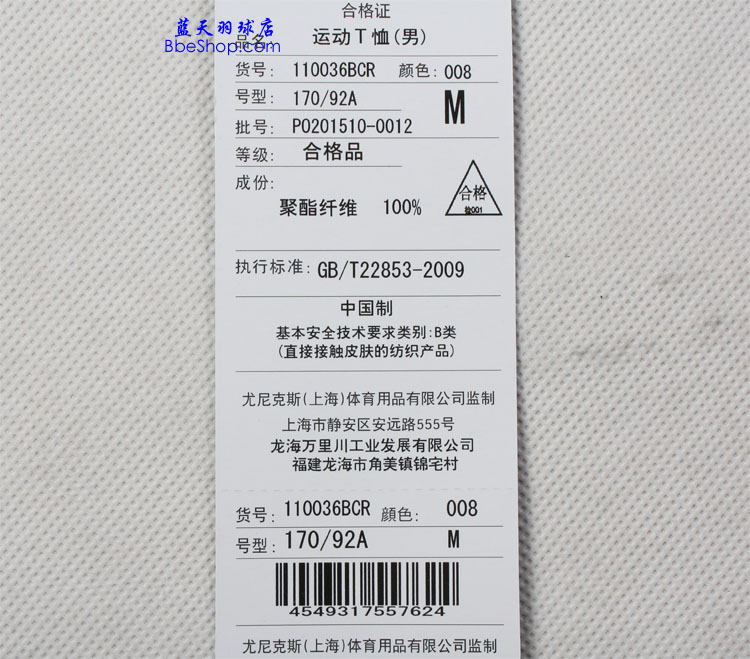 合格证
蓝天羽球店
BbeShop.com
品名: 运动T恤(男)
货号: 110036BCR 颜色: 008
号型: 170/92A M
批号: PO201510-0012
等级: 合格品
成份:
聚酯纤维 100%
合格
检001
执行标准: GB/T22853-2009
中国制
基本安全技术要求类别:B类
(直接接触皮肤的纺织产品)
尤尼克斯(上海)体育用品有限公司监制
上海市静安区安远路555号
龙海万里川工业发展有限公司
福建龙海市角美镇锦宅村
货号: 110036BCR 顔色: 008
号型: 170/92A M
4549317557624
尤尼克斯(上海)体育用品有限公司监制